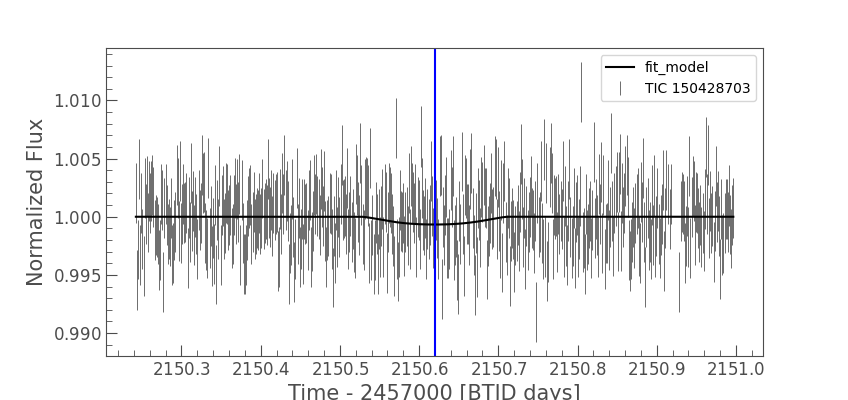 fit_model
TIC 150428703
1.010
1.005
1.000
0.995
0.990
Normalized Flux
2150.3 2150.4 2150.5 2150.6 2150.7 2150.8 2150.9 2151.0
Time - 2457000 [BTJD days]